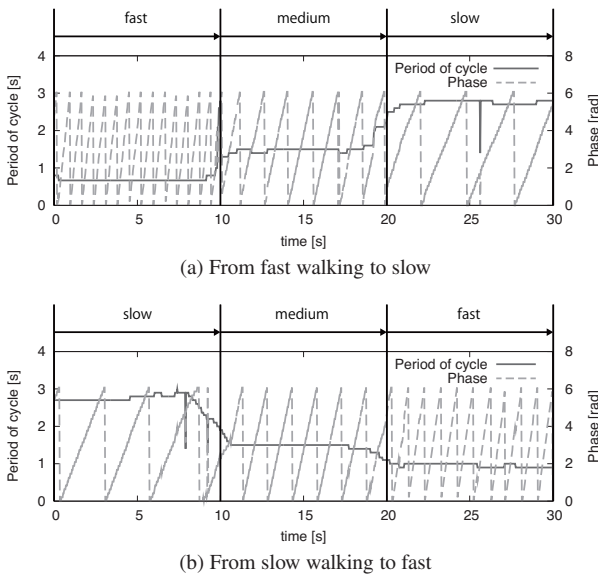 fast medium slow
4 8
Period of cycle
Phase
3 6
2 4
1 2
0 0
Period of cycle [s]
Phase [rad]
0 5 10 15 20 25 30
time [s]
(a) From fast walking to slow
slow medium fast
4 8
Period of cycle
Phase
3 6
2 4
1 2
0 0
Period of cycle [s]
Phase [rad]
0 5 10 15 20 25 30
time [s]
(b) From slow walking to fast